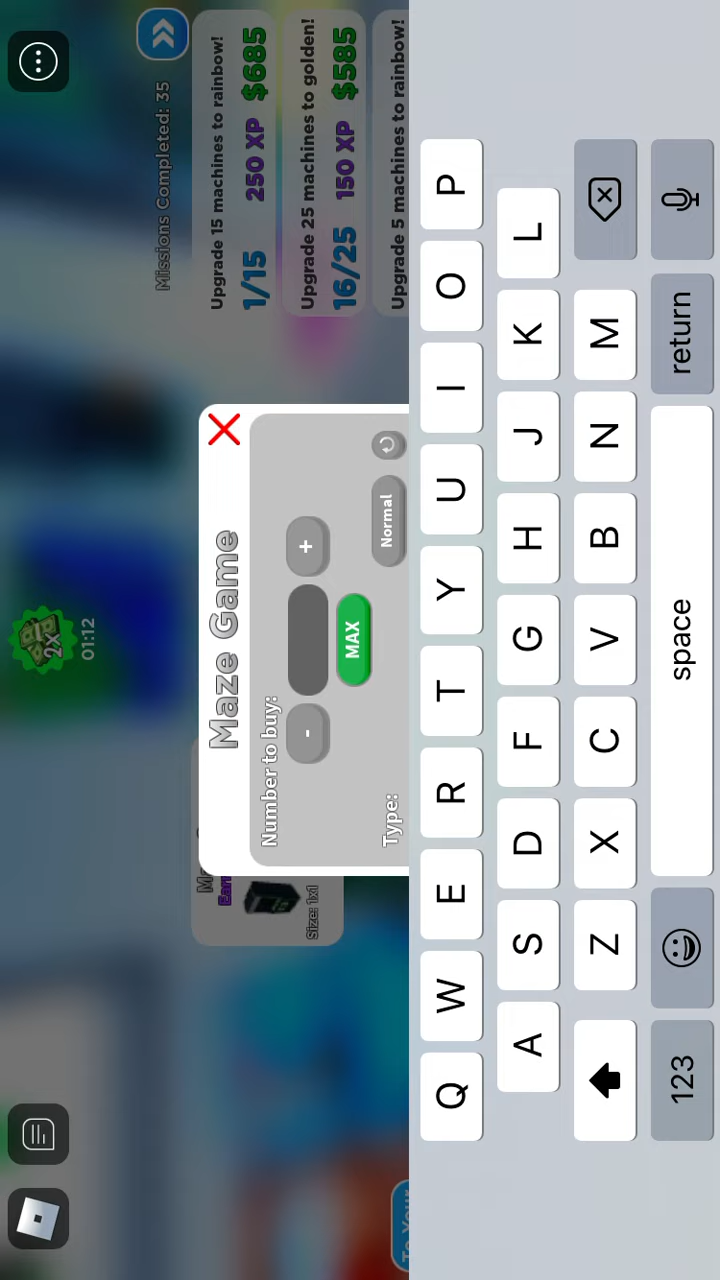 Missions Completed: 35
Upgrade 15 machines to rainbow!
1/15 250 XP $685
Upgrade 25 machines to golden!
16/25 150 XP $585
Upgrade 5 machines to rainbow!
2x
01:12
Maze Game
Number to buy:
- +
MAX
Type:
Normal
Size: 1x1
To Your
Q W E R T Y U I O P
A S D F G H J K L
Z X C V B N M
123 space return